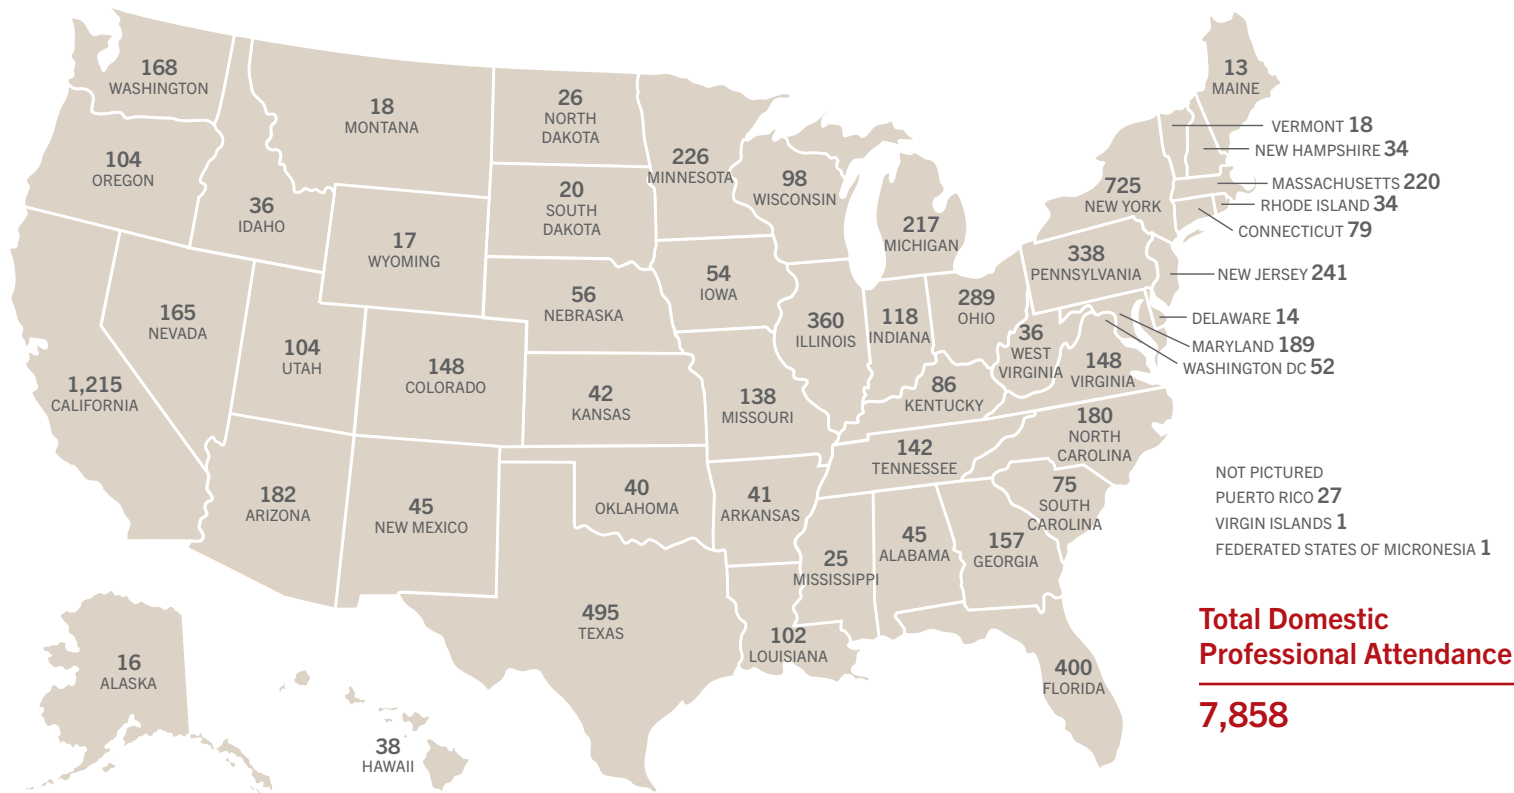 168
WASHINGTON
104
OREGON
1,215
CALIFORNIA
165
NEVADA
36
IDAHO
18
MONTANA
17
WYOMING
104
UTAH
148
COLORADO
182
ARIZONA
45
NEW MEXICO
26
NORTH
DAKOTA
20
SOUTH
DAKOTA
56
NEBRASKA
42
KANSAS
40
OKLAHOMA
495
TEXAS
226
MINNESOTA
54
IOWA
138
MISSOURI
41
ARKANSAS
102
LOUISIANA
98
WISCONSIN
360
ILLINOIS
217
MICHIGAN
118
INDIANA
289
OHIO
86
KENTUCKY
142
TENNESSEE
25
MISSISSIPPI
45
ALABAMA
157
GEORGIA
400
FLORIDA
75
SOUTH
CAROLINA
180
NORTH
CAROLINA
148
VIRGINIA
36
WEST
VIRGINIA
338
PENNSYLVANIA
725
NEW YORK
13
MAINE
VERMONT 18
NEW HAMPSHIRE 34
MASSACHUSETTS 220
RHODE ISLAND 34
CONNECTICUT 79
NEW JERSEY 241
DELAWARE 14
MARYLAND 189
WASHINGTON DC 52
16
ALASKA
38
HAWAII
NOT PICTURED
PUERTO RICO 27
VIRGIN ISLANDS 1
FEDERATED STATES OF MICRONESIA 1
Total Domestic
Professional Attendance
7,858